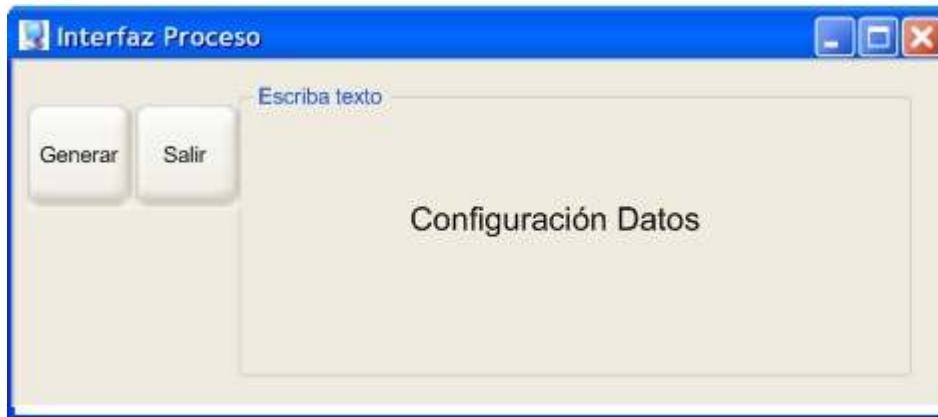 Interfaz Proceso
Escriba texto
Generar Salir
Configuración Datos